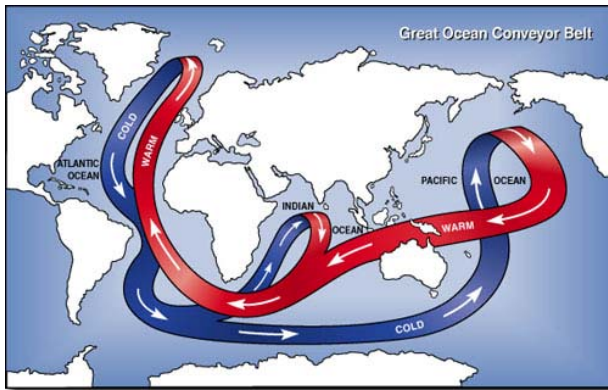 Great Ocean Conveyor Belt
COLD
WARM
ATLANTIC
OCEAN
INDIAN
OCEAN
PACIFIC
OCEAN
WARM
COLD